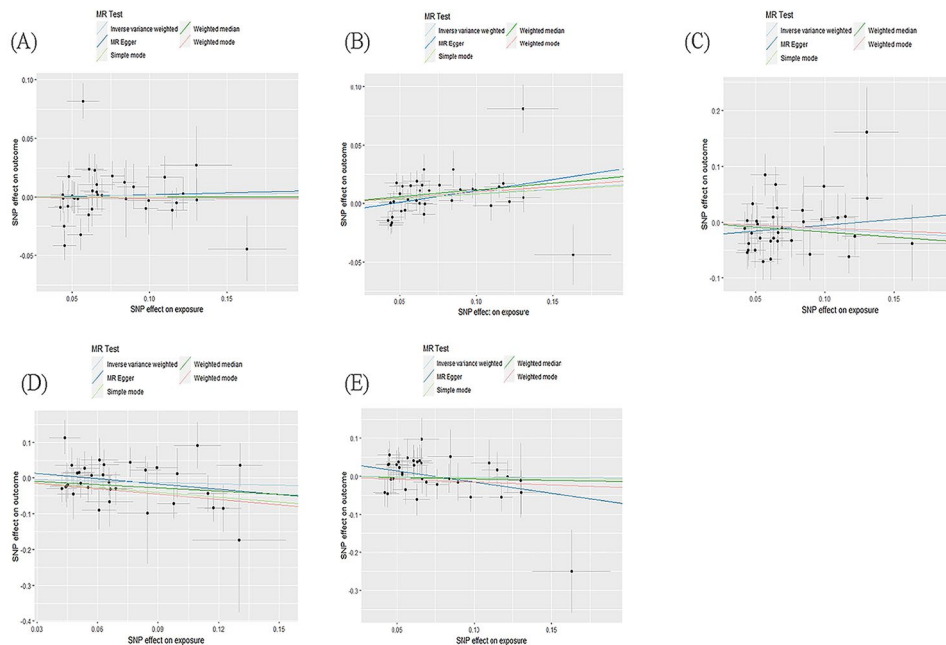 (A)
MR Test
Inverse variance weighted
Weighted median
MR Egger
Weighted mode
Simple mode
SNP effect on outcome
0.10
0.05
0.00
-0.05
0.05
0.10
0.15
SNP effect on exposure
(B)
MR Test
Inverse variance weighted
Weighted median
MR Egger
Weighted mode
Simple mode
SNP effect on outcome
0.10
0.05
0.00
-0.05
0.05
0.10
0.15
SNP effect on exposure
(C)
MR Test
Inverse variance weighted
Weighted median
MR Egger
Weighted mode
Simple mode
SNP effect on outcome
0.2
0.1
0.0
-0.1
0.05
0.10
0.15
SNP effect on exposure
(D)
MR Test
Inverse variance weighted
Weighted median
MR Egger
Weighted mode
Simple mode
SNP effect on outcome
0.1
0.0
-0.1
-0.2
-0.3
-0.4
0.03
0.06
0.09
0.12
0.15
SNP effect on exposure
(E)
MR Test
Inverse variance weighted
Weighted median
MR Egger
Weighted mode
Simple mode
SNP effect on outcome
0.1
0.0
-0.1
-0.2
-0.3
0.05
0.10
0.15
SNP effect on exposure